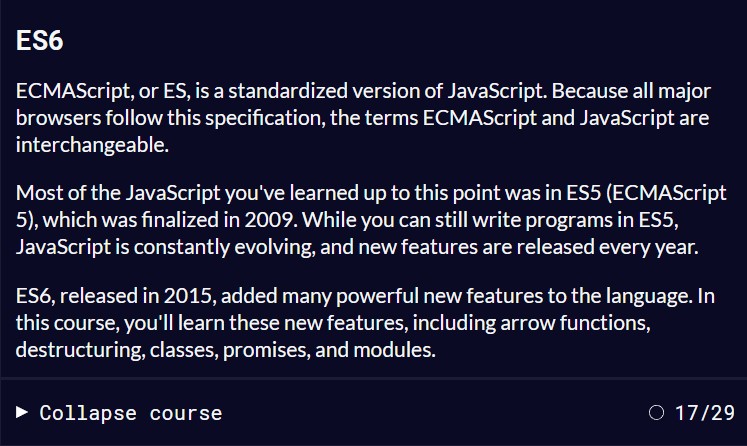 ES6
ECMAScript, or ES, is a standardized version of JavaScript. Because all major
browsers follow this specification, the terms ECMAScript and JavaScript are
interchangeable.
Most of the JavaScript you've learned up to this point was in ES5 (ECMAScript
5), which was finalized in 2009. While you can still write programs in ES5,
JavaScript is constantly evolving, and new features are released every year.
ES6, released in 2015, added many powerful new features to the language. In
this course, you'll learn these new features, including arrow functions,
destructuring, classes, promises, and modules.
Collapse course 17/29